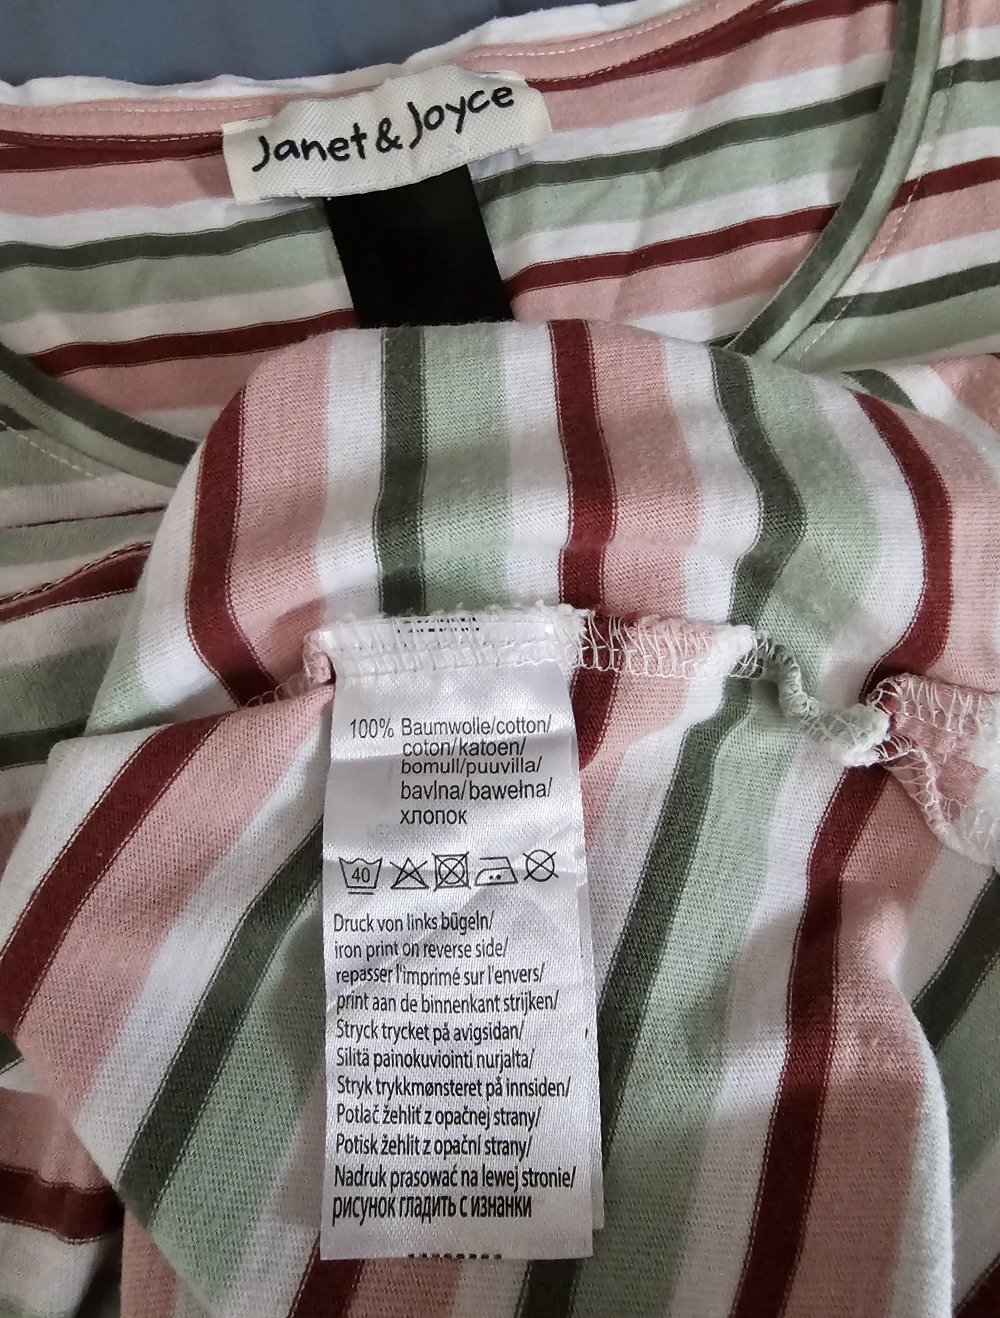 Janet & Joyce
100% Baumwolle/cotton/
coton/katoen/
bomull/puuvilla/
bavlna/bawełna/
хлопок
40
Druck von links bügeln/
iron print on reverse side/
repasser l'imprimé sur l'envers/
print aan de binnenkant strijken/
Stryck trycket på avigsidan/
Silitä painokuviointi nurjalta/
Stryk trykkmønsteret på innsiden/
Potlač žehliť z opačnej strany/
Potisk žehlit z opační strany/
Nadruk prasować na lewej stronie/
рисунок гладить с изнанки